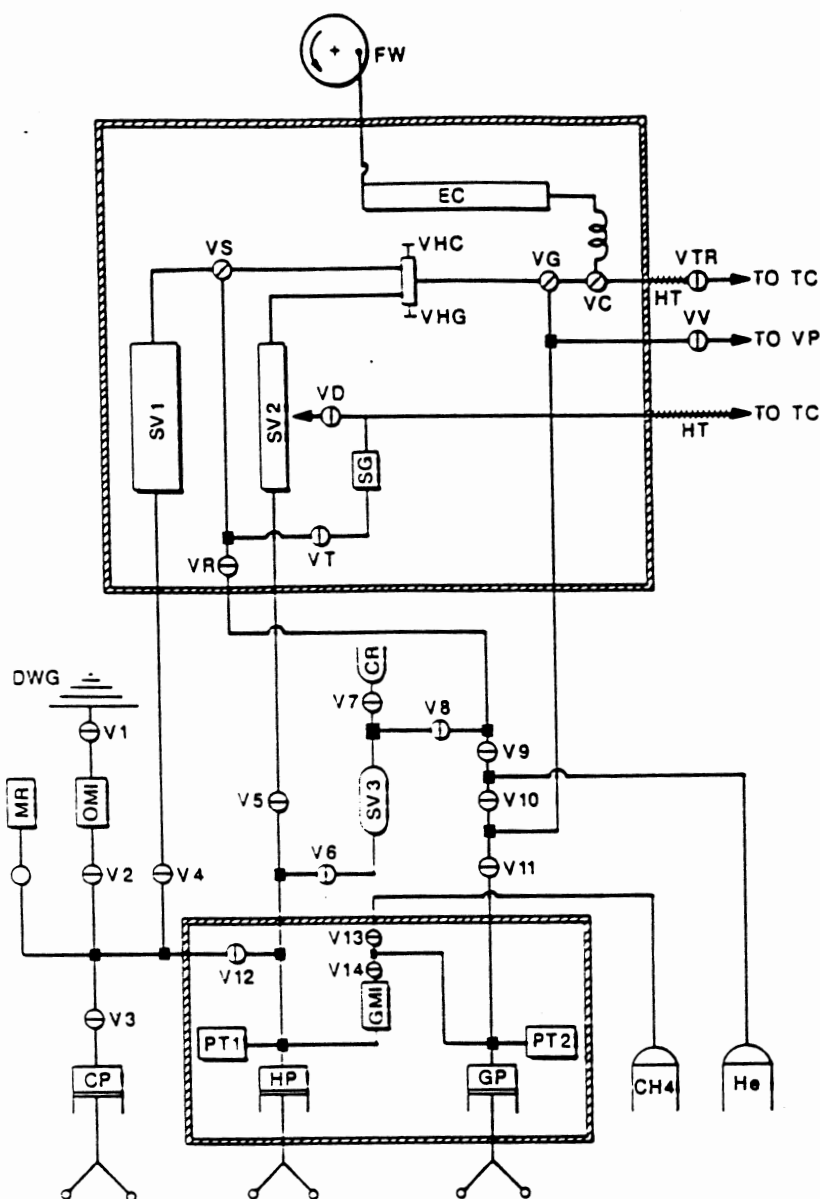 FW
EC
VS
VHC
VG
VTR
TO TC
HT
VC
VHG
VV
TO VP
SV1
SV2
VD
TO TC
HT
SG
VT
VR
CR
DWG
V7
V8
V1
V9
MR
OMI
V5
SV3
V10
V6
V2
V4
V11
V13
V12
V14
GMI
V3
PT1
PT2
CP
HP
GP
CH4
He